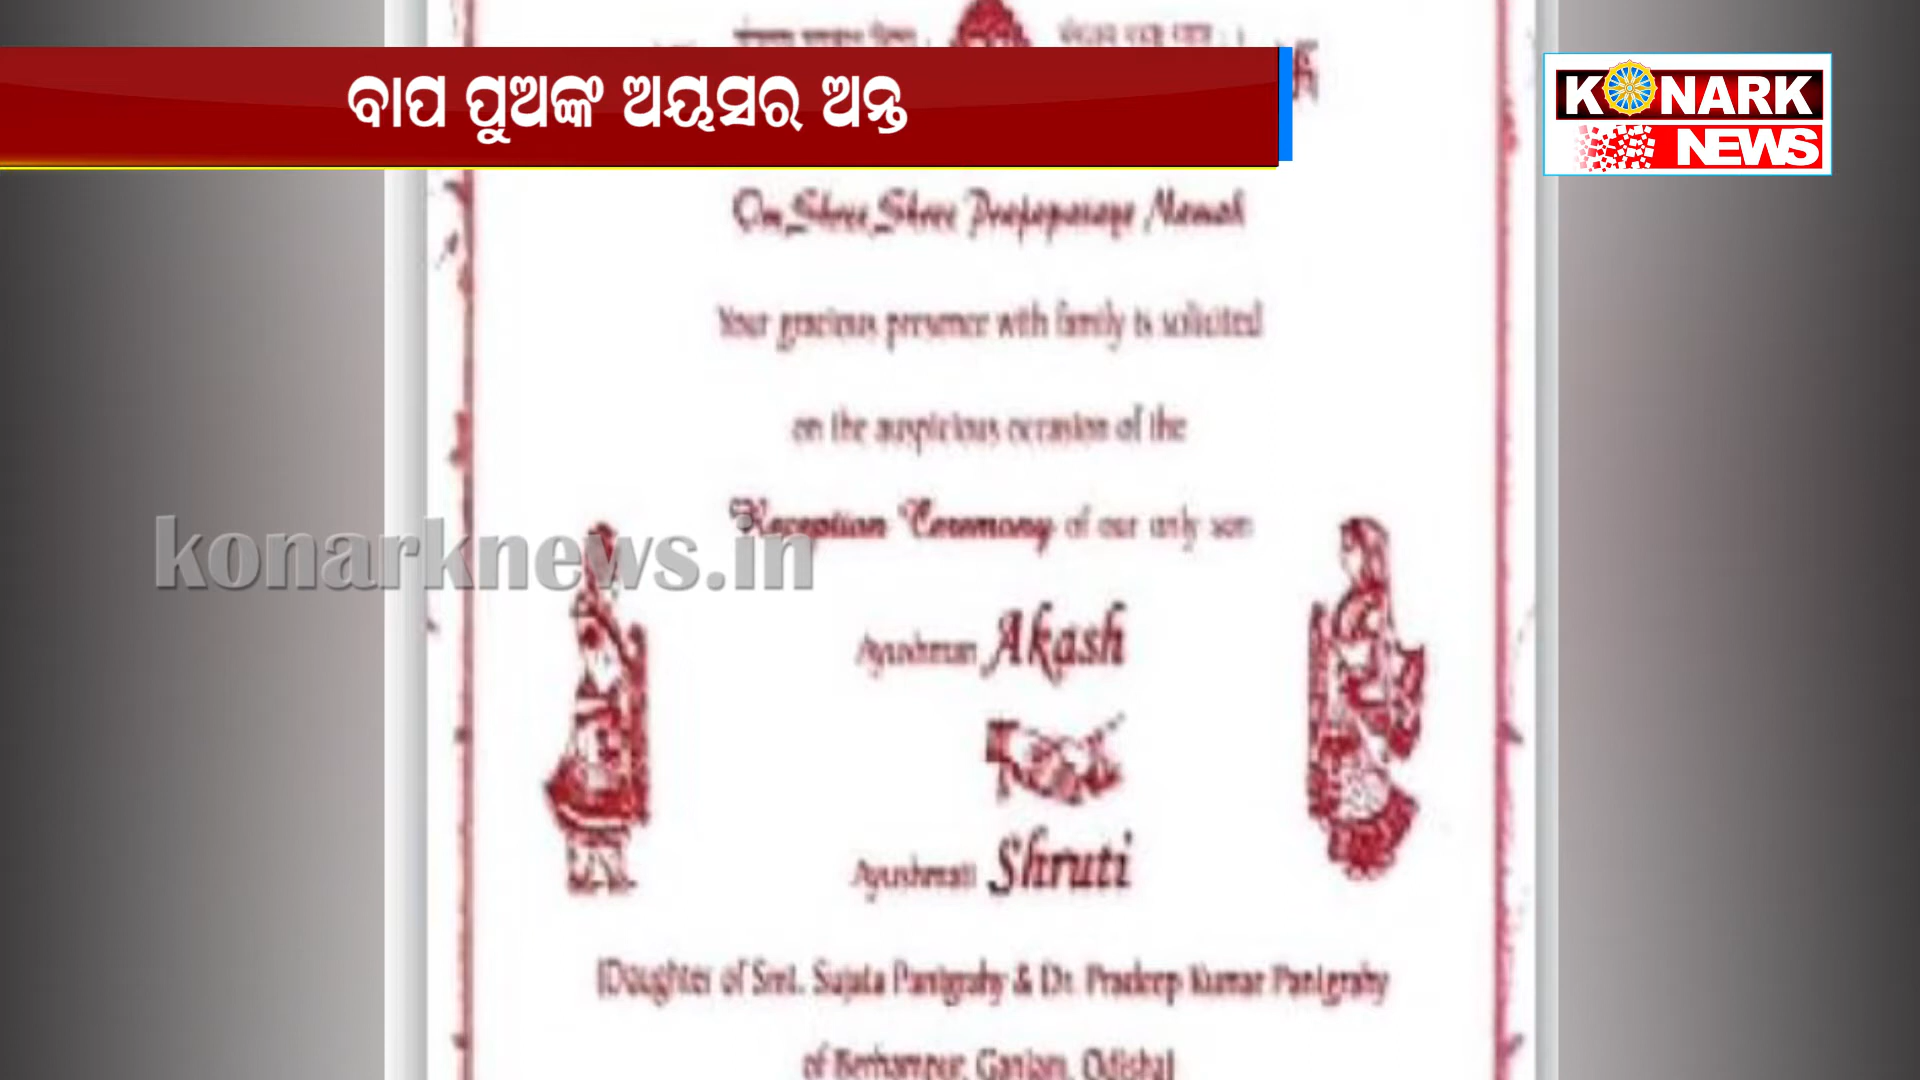 ବାପ ପୁଅଙ୍କ ଅୟସର ଅନ୍ତ
KONARK
NEWS
Om Shree Shree Prajapataye Namah
Your gracious presence with family is solicited
on the auspicious occasion of the
Reception Ceremony of our only son
konarknews.in
Ayushman Akash
Ayushmati Shruti
(Daughter of Smt. Sujata Panigrahy & Dr. Pradeep Kumar Panigrahy
of Berhampur, Ganjam, Odisha)